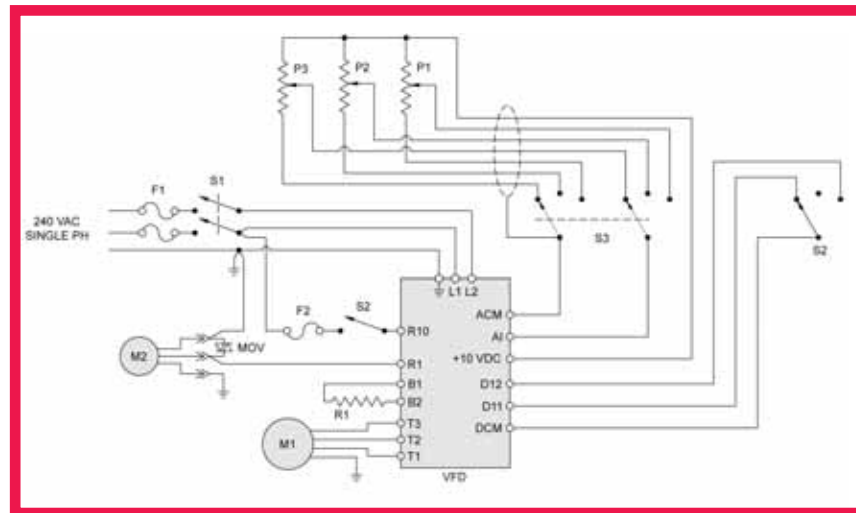 P3
P2
P1
F1
S1
240 VAC
SINGLE PH
S3
S2
L1 L2
F2
S2
ACM
R10
AI
MOV
M2
R1
+10 VDC
B1
D12
B2
R1
D11
T3
DCM
M1
T2
T1
VFD